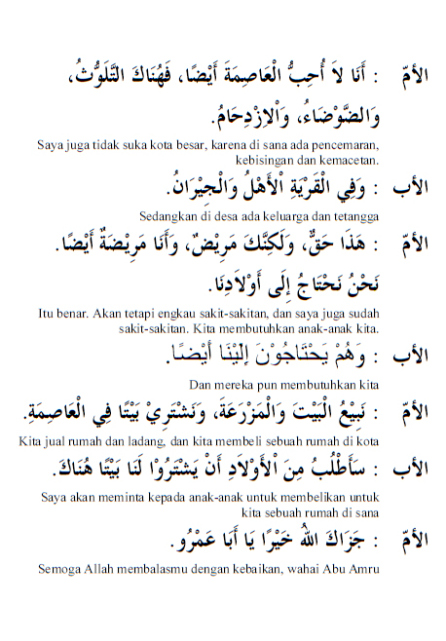 الأمّ : أَنَا لاَ أُحِبُّ الْعَاصِمَةَ أَيْضًا، فَهُنَاكَ التَّلَوُّثُ،
وَالضَّوْضَاءُ، وَالْاِزْدِحَامُ.
Saya juga tidak suka kota besar, karena di sana ada pencemaran,
kebisingan dan kemacetan.
الأب : وَفِي الْقَرْيَةِ الْأَهْلُ وَالْجِيْرَانُ.
Sedangkan di desa ada keluarga dan tetangga
الأمّ : هَذَا حَقٌّ، وَلَكِنَّكَ مَرِيْضٌ، وَأَنَا مَرِيْضَةٌ أَيْضًا.
نَحْنُ نَحْتَاجُ إِلَى أَوْلَادِنَا.
Itu benar. Akan tetapi engkau sakit-sakitan, dan saya juga sudah
sakit-sakitan. Kita membutuhkan anak-anak kita.
الأب : وَهُمْ يَحْتَاجُوْنَ إِلَيْنَا أَيْضًا.
Dan mereka pun membutuhkan kita
الأمّ : نَبِيْعُ الْبَيْتَ وَالْمَزْرَعَةَ، وَنَشْتَرِيْ بَيْتًا فِي الْعَاصِمَةِ.
Kita jual rumah dan ladang, dan kita membeli sebuah rumah di kota
الأب : سَأَطْلُبُ مِنَ الْأَوْلَادِ أَنْ يَشْتَرُوْا لَنَا بَيْتًا هُنَاكَ.
Saya akan meminta kepada anak-anak untuk membelikan untuk
kita sebuah rumah di sana
الأمّ : جَزَاكَ اللهُ خَيْرًا يَا أَبَا عَمْرُو.
Semoga Allah membalasmu dengan kebaikan, wahai Abu Amru